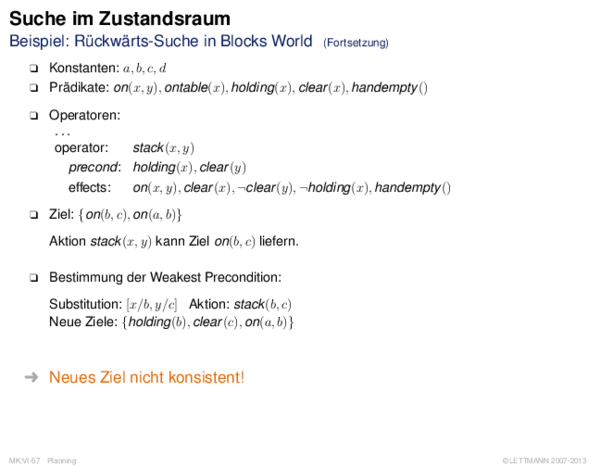 Suche im Zustandsraum
Beispiel: Rückwärts-Suche in Blocks World (Fortsetzung)
❑ Konstanten: a, b, c, d
❑ Prädikate: on(x, y), ontable(x), holding(x), clear(x), handempty()
❑ Operatoren:
...
operator: stack(x, y)
precond: holding(x), clear(y)
effects: on(x, y), clear(x), ¬clear(y), ¬holding(x), handempty()
❑ Ziel: {on(b, c), on(a, b)}
Aktion stack(x, y) kann Ziel on(b, c) liefern.
❑ Bestimmung der Weakest Precondition:
Substitution: [x/b, y/c] Aktion: stack(b, c)
Neue Ziele: {holding(b), clear(c), on(a, b)}
➜ Neues Ziel nicht konsistent!
MK:VI-57 Planning ©LETTMANN 2007-2013